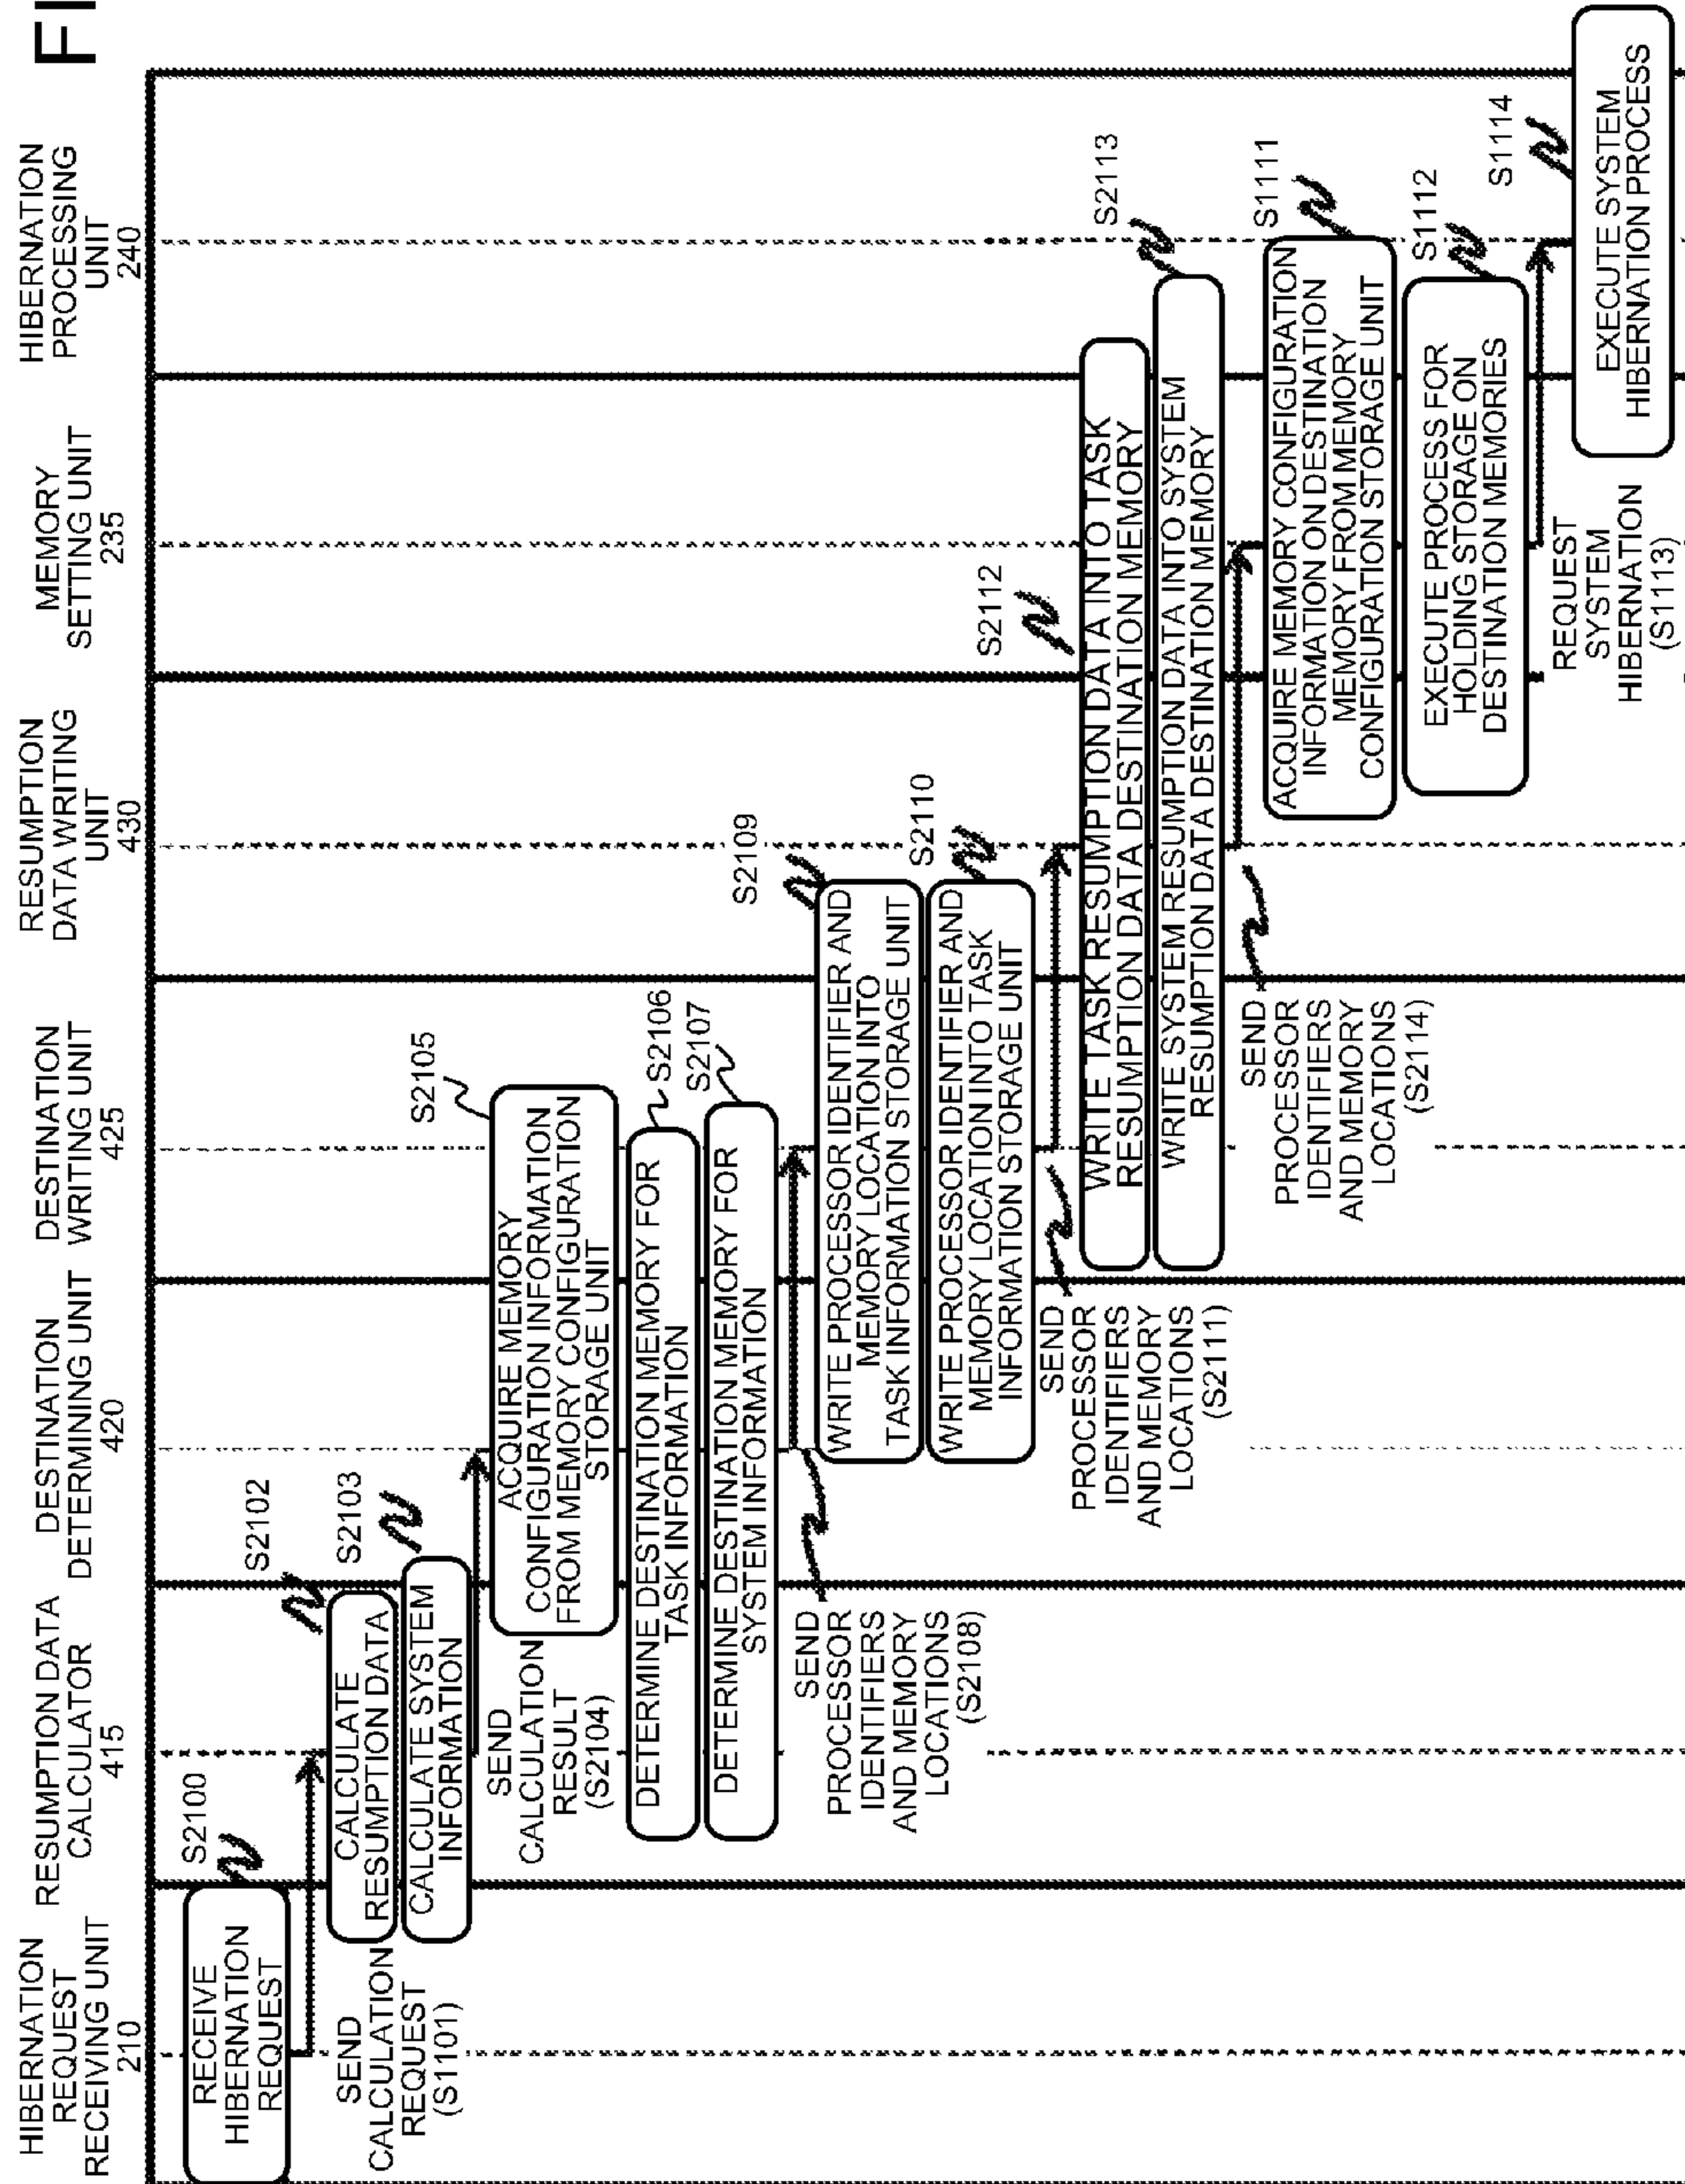 FI
HIBERNATION
REQUEST
RECEIVING UNIT
210
RESUMPTION DATA
CALCULATOR
415
DESTINATION
DETERMINING UNIT
420
DESTINATION
WRITING UNIT
425
RESUMPTION
DATA WRITING
UNIT
430
MEMORY
SETTING UNIT
235
HIBERNATION
PROCESSING
UNIT
240
RECEIVE
HIBERNATION
REQUEST
S2100
SEND
CALCULATION
REQUEST
(S1101)
CALCULATE
RESUMPTION DATA
S2102
CALCULATE SYSTEM
INFORMATION
S2103
SEND
CALCULATION
RESULT
(S2104)
ACQUIRE MEMORY
CONFIGURATION INFORMATION
FROM MEMORY CONFIGURATION
STORAGE UNIT
S2105
DETERMINE DESTINATION MEMORY FOR
TASK INFORMATION
S2106
DETERMINE DESTINATION MEMORY FOR
SYSTEM INFORMATION
S2107
SEND
PROCESSOR
IDENTIFIERS
AND MEMORY
LOCATIONS
(S2108)
WRITE PROCESSOR IDENTIFIER AND
MEMORY LOCATION INTO
TASK INFORMATION STORAGE UNIT
S2109
WRITE PROCESSOR IDENTIFIER AND
MEMORY LOCATION INTO TASK
INFORMATION STORAGE UNIT
S2110
SEND
PROCESSOR
IDENTIFIERS
AND MEMORY
LOCATIONS
(S2111)
WRITE TASK RESUMPTION DATA INTO TASK
RESUMPTION DATA DESTINATION MEMORY
S2112
WRITE SYSTEM RESUMPTION DATA INTO SYSTEM
RESUMPTION DATA DESTINATION MEMORY
S2113
SEND
PROCESSOR
IDENTIFIERS
AND MEMORY
LOCATIONS
(S2114)
ACQUIRE MEMORY CONFIGURATION
INFORMATION ON DESTINATION
MEMORY FROM MEMORY
CONFIGURATION STORAGE UNIT
S1111
EXECUTE PROCESS FOR
HOLDING STORAGE ON
DESTINATION MEMORIES
S1112
REQUEST
SYSTEM
HIBERNATION
(S1113)
EXECUTE SYSTEM
HIBERNATION PROCESS
S1114